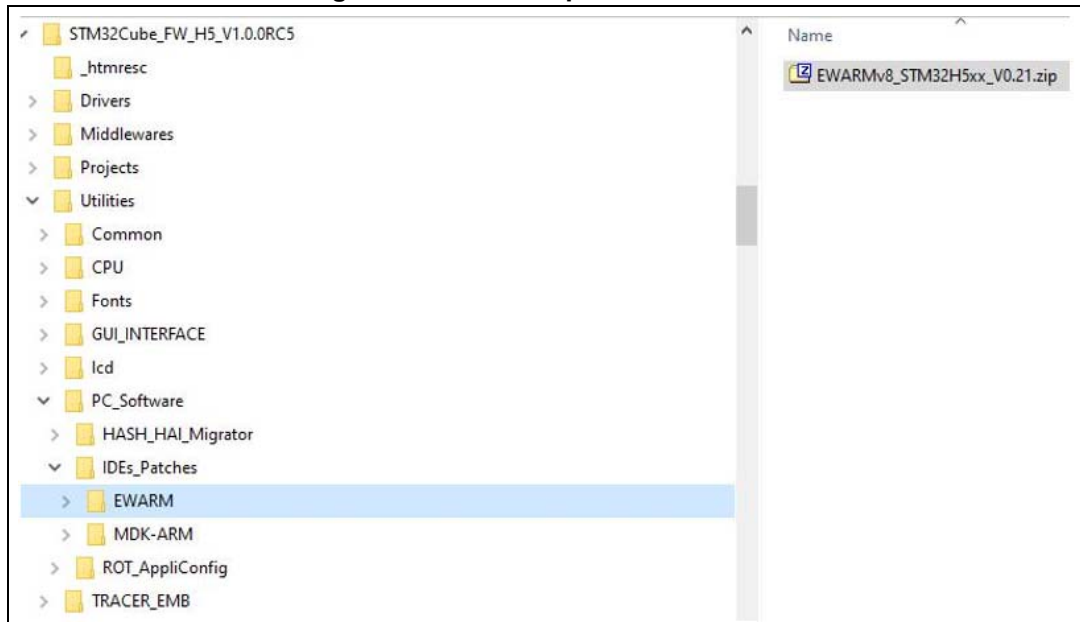 STM32Cube_FW_H5_V1.0.0RC5
_htmresc
Drivers
Middlewares
Projects
Utilities
Common
CPU
Fonts
GUI_INTERFACE
lcd
PC_Software
HASH_HAl_Migrator
IDEs_Patches
EWARM
MDK-ARM
ROT_AppliConfig
TRACER_EMB
Name
EWARMv8_STM32H5xx_V0.21.zip